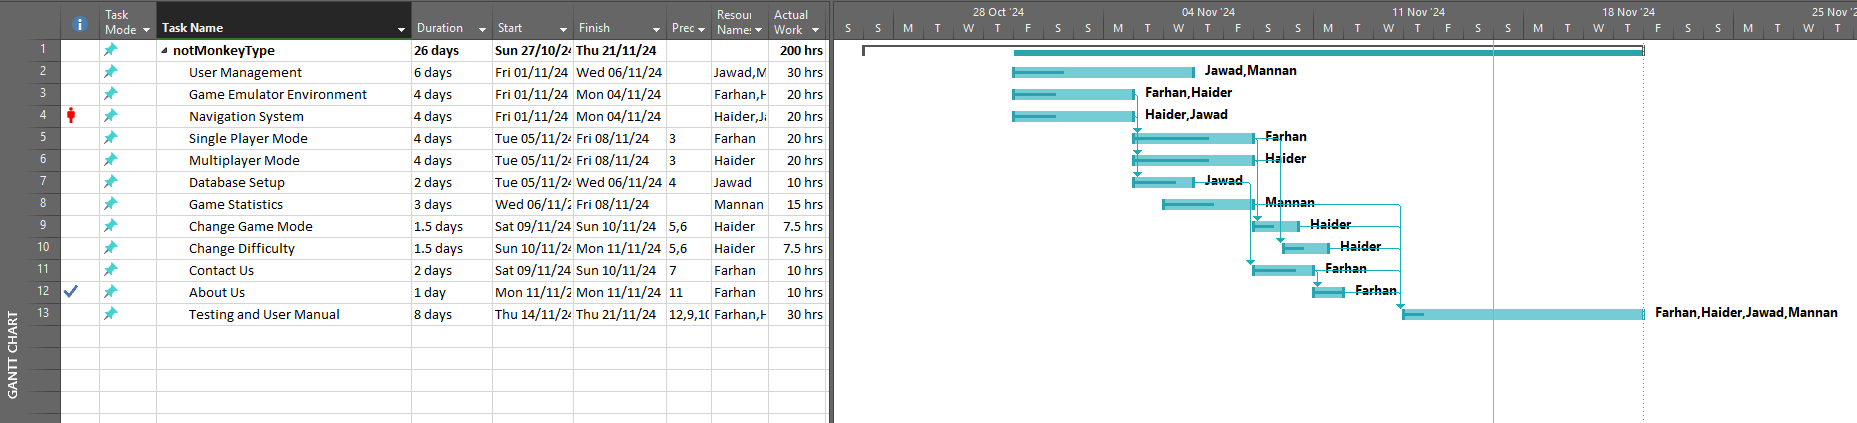 28 Oct '24 04 Nov '24 11 Nov '24 18 Nov '24 25 Nov
Task Mode Task Name Duration Start Finish Prec Resou Name Actual Work
S S M T W T F S S M T W T F S S M T W T F S S M T W T F S S M T
1 notMonkeyType 26 days Sun 27/10/24 Thu 21/11/24 200 hrs
2 User Management 6 days Fri 01/11/24 Wed 06/11/24 Jawad,M 30 hrs Jawad,Mannan
3 Game Emulator Environment 4 days Fri 01/11/24 Mon 04/11/24 Farhan,H 20 hrs Farhan,Haider
4 Navigation System 4 days Fri 01/11/24 Mon 04/11/24 Haider,Ja 20 hrs Haider,Jawad
5 Single Player Mode 4 days Tue 05/11/24 Fri 08/11/24 3 Farhan 20 hrs Farhan
6 Multiplayer Mode 4 days Tue 05/11/24 Fri 08/11/24 3 Haider 20 hrs Haider
7 Database Setup 2 days Tue 05/11/24 Wed 06/11/24 4 Jawad 10 hrs Jawad
8 Game Statistics 3 days Wed 06/11/2 Fri 08/11/24 Mannan 15 hrs Mannan
9 Change Game Mode 1.5 days Sat 09/11/24 Sun 10/11/24 5,6 Haider 7.5 hrs Haider
10 Change Difficulty 1.5 days Sun 10/11/24 Mon 11/11/24 5,6 Haider 7.5 hrs Haider
11 Contact Us 2 days Sat 09/11/24 Sun 10/11/24 7 Farhan 10 hrs Farhan
12 About Us 1 day Mon 11/11/2 Mon 11/11/24 11 Farhan 10 hrs Farhan
13 Testing and User Manual 8 days Thu 14/11/24 Thu 21/11/24 12,9,10 Farhan,H 30 hrs Farhan,Haider,Jawad,Mannan
GANTT CHART